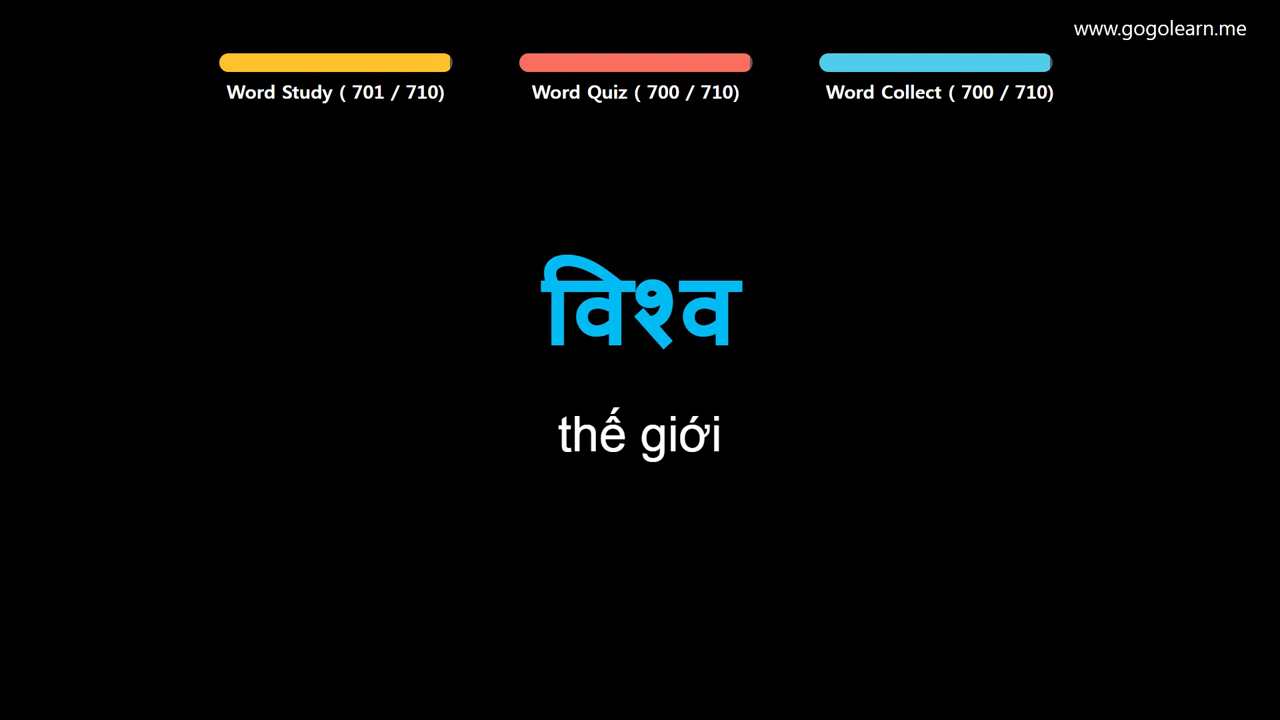 www.gogolearn.me
Word Study ( 701 / 710)
Word Quiz ( 700 / 710)
Word Collect ( 700 / 710)
विश्व
thế giới